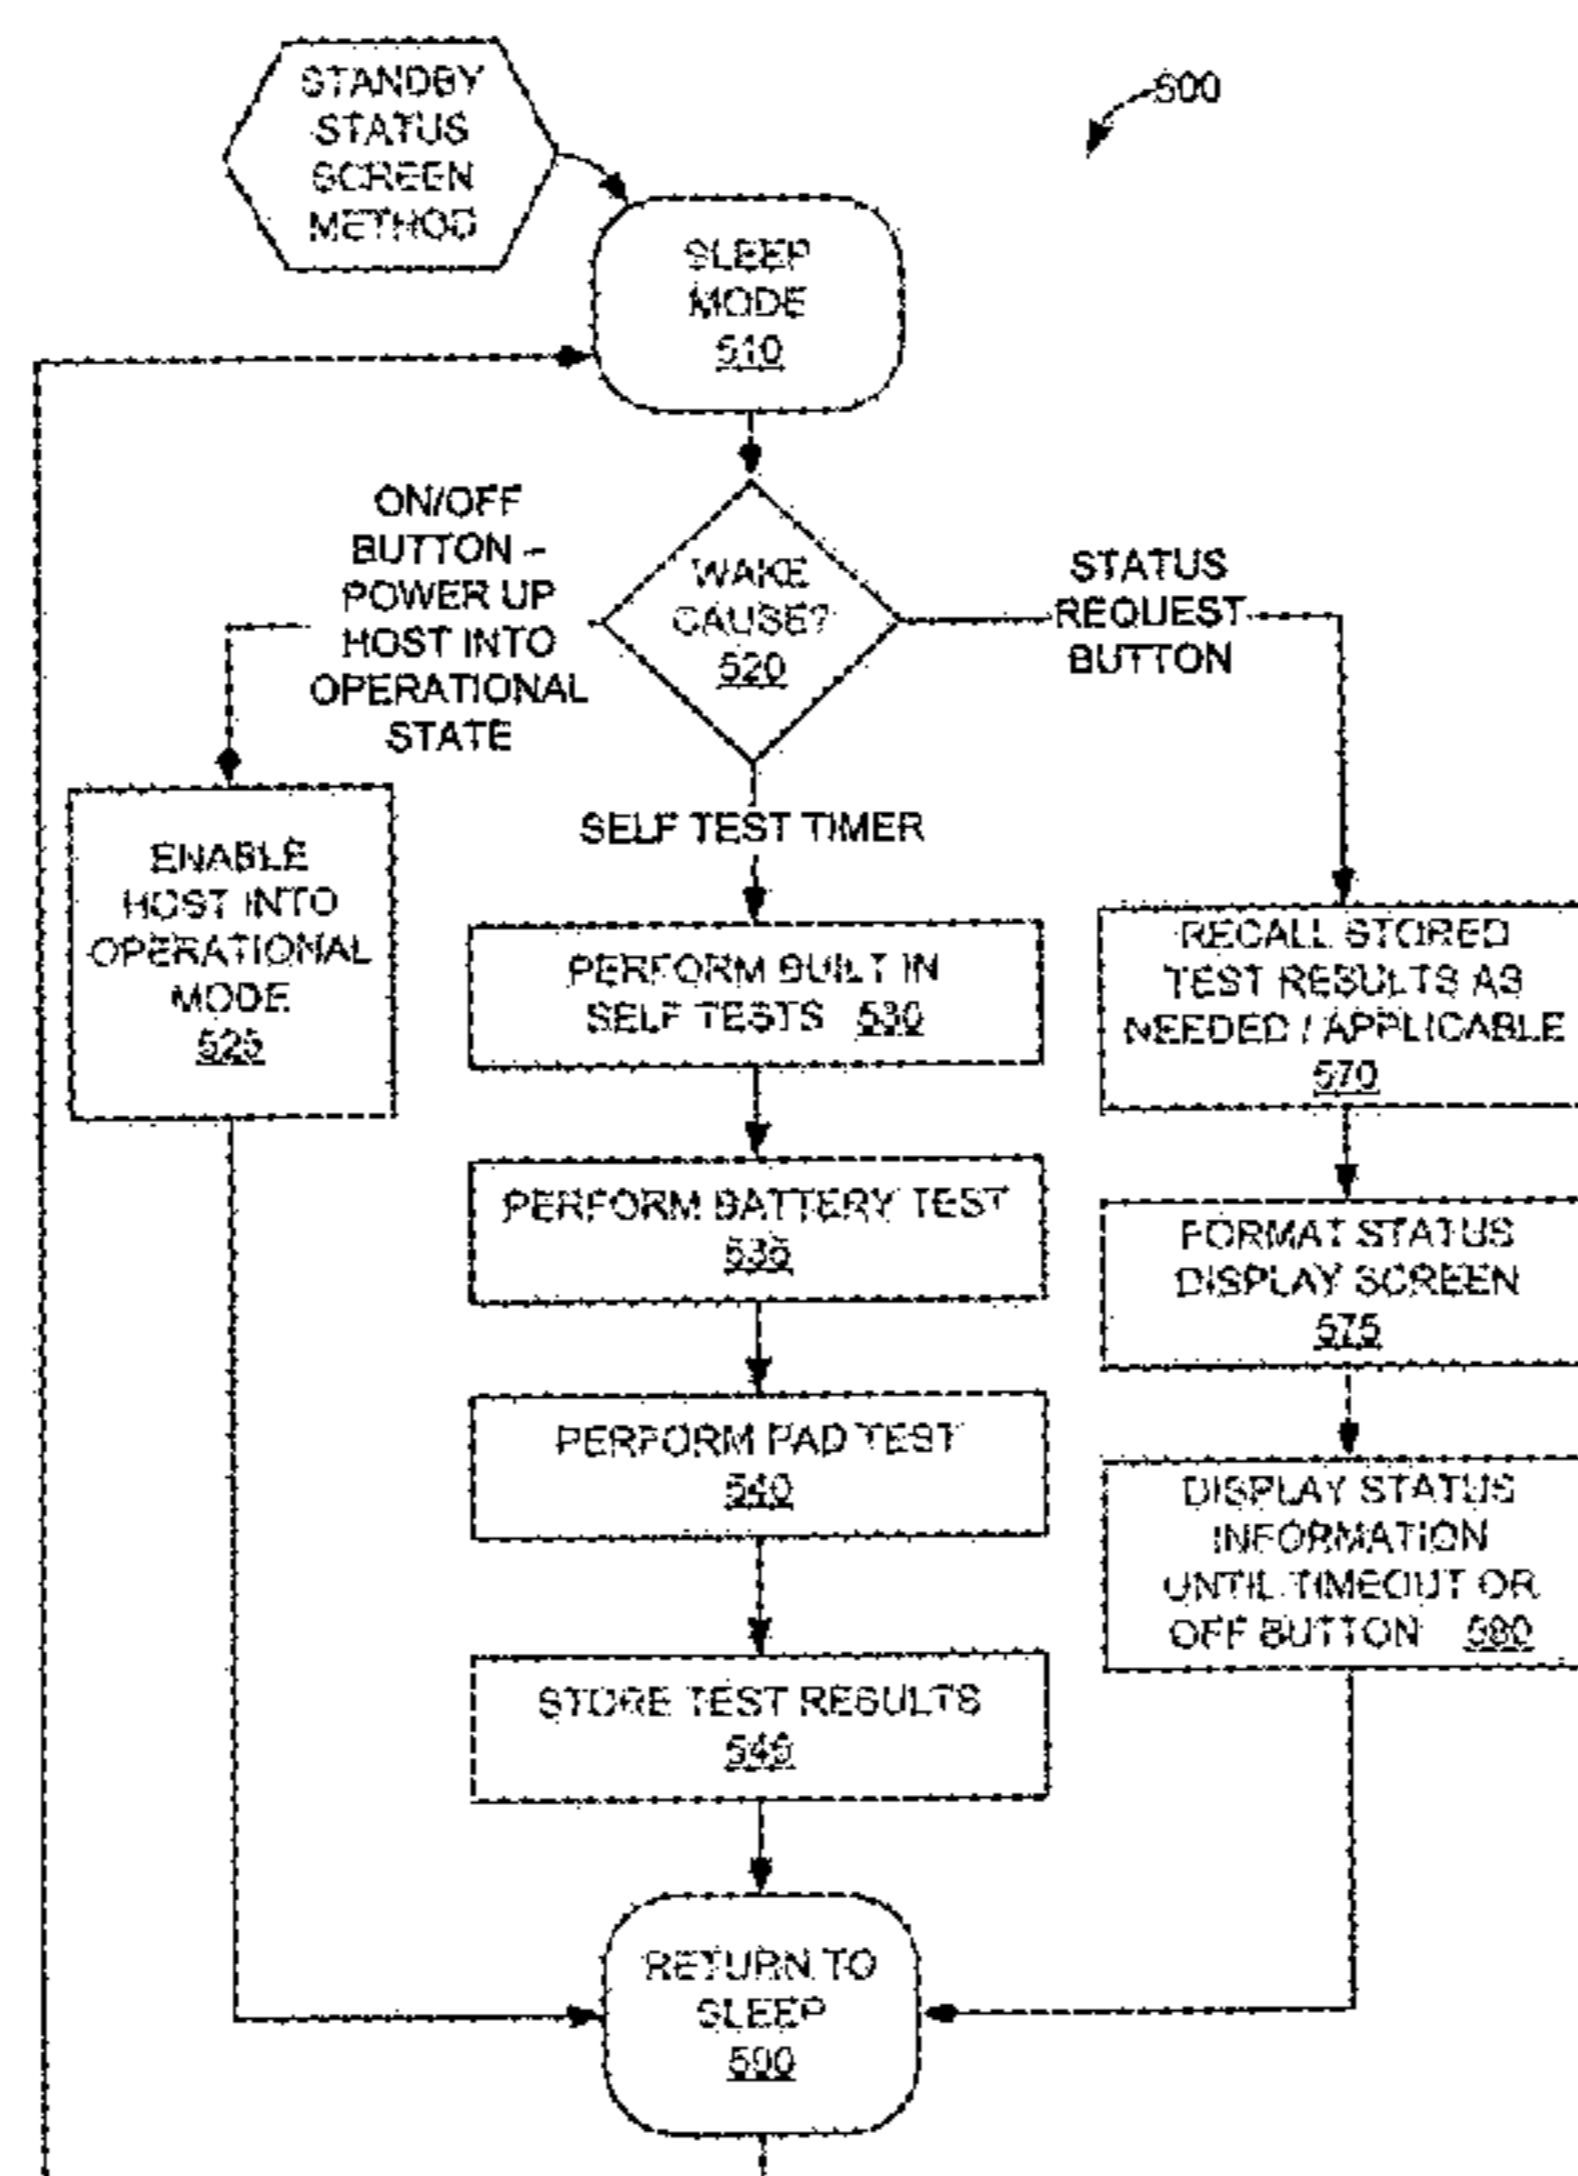 STANDBY
STATUS
SCREEN
METHOD
500
SLEEP
MODE
510
ON/OFF
BUTTON –
POWER UP
HOST INTO
OPERATIONAL
STATE
WAKE
CAUSE?
520
STATUS
REQUEST
BUTTON
SELF TEST TIMER
ENABLE
HOST INTO
OPERATIONAL
MODE
525
PERFORM BUILT IN
SELF TESTS 530
PERFORM BATTERY TEST
535
PERFORM PAD TEST
540
STORE TEST RESULTS
545
RECALL STORED
TEST RESULTS AS
NEEDED / APPLICABLE
570
FORMAT STATUS
DISPLAY SCREEN
575
DISPLAY STATUS
INFORMATION
UNTIL TIMEOUT OR
OFF BUTTON 580
RETURN TO
SLEEP
590